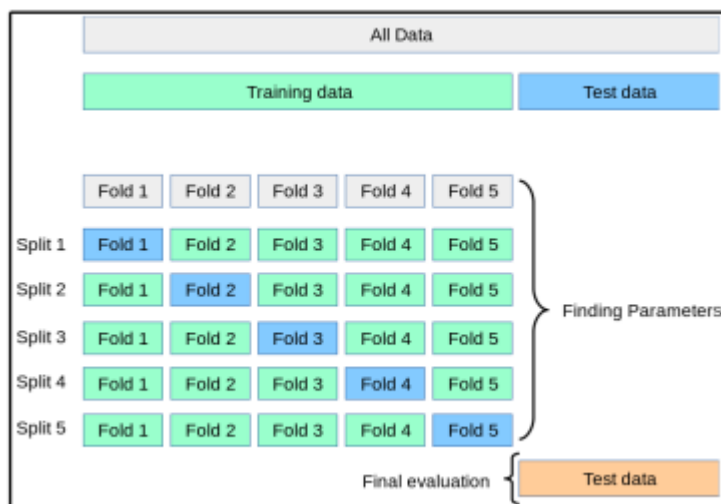 All Data
Training data Test data
Fold 1 Fold 2 Fold 3 Fold 4 Fold 5
Split 1 Fold 1 Fold 2 Fold 3 Fold 4 Fold 5
Split 2 Fold 1 Fold 2 Fold 3 Fold 4 Fold 5
Finding Parameters
Split 3 Fold 1 Fold 2 Fold 3 Fold 4 Fold 5
Split 4 Fold 1 Fold 2 Fold 3 Fold 4 Fold 5
Split 5 Fold 1 Fold 2 Fold 3 Fold 4 Fold 5
Final evaluation Test data